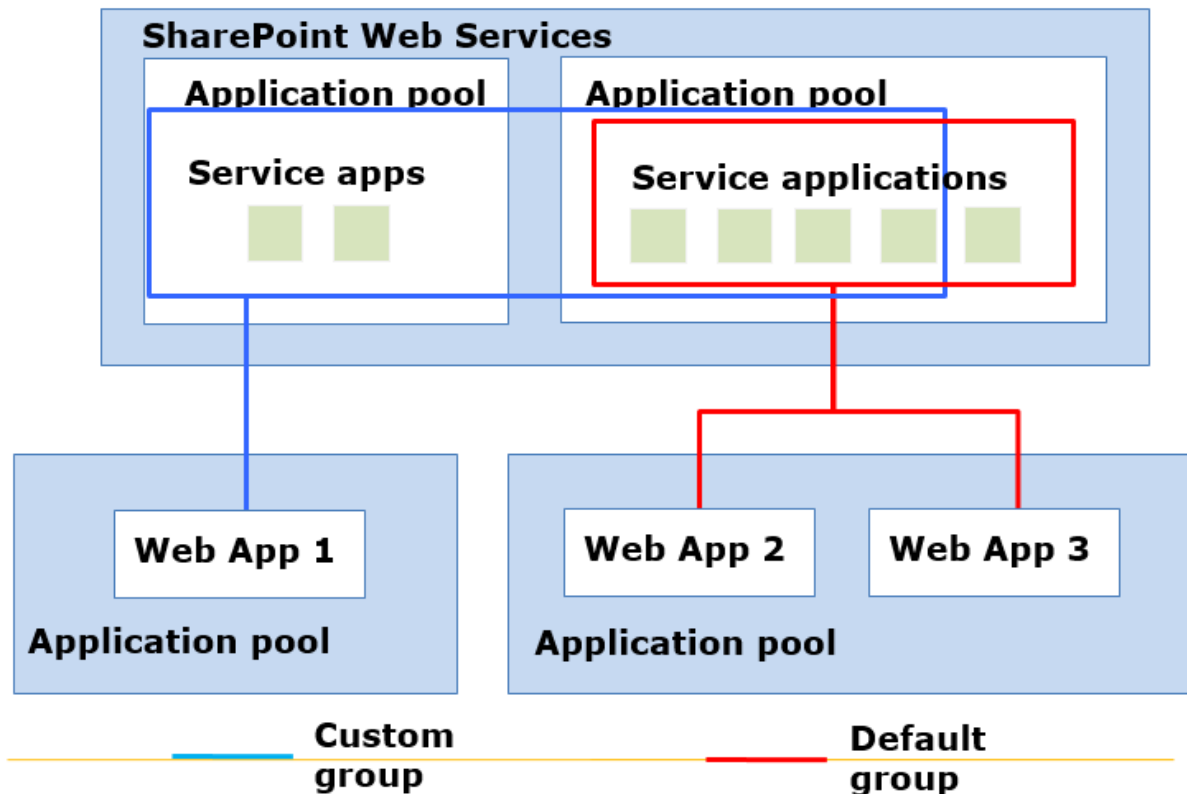 SharePoint Web Services
Application pool
Application pool
Service apps
Service applications
Web App 1
Web App 2
Web App 3
Application pool
Application pool
Custom
group
Default
group